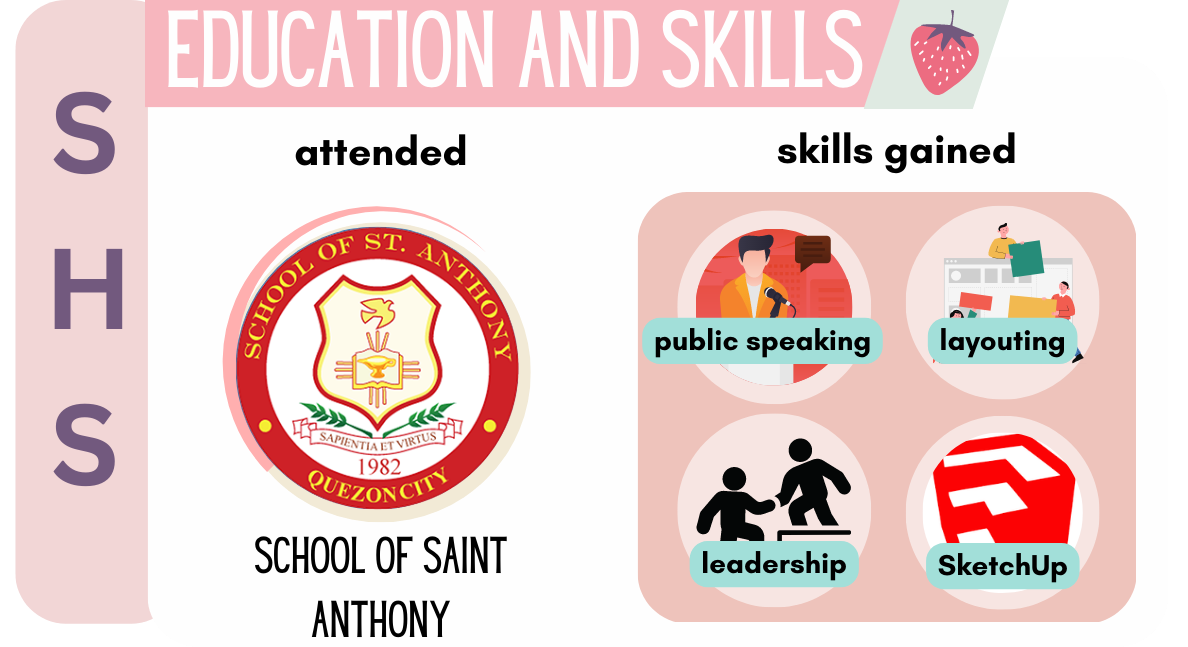 EDUCATION AND SKILLS
S
H
S
attended
SCHOOL OF ST. ANTHONY
SAPIENTIA ET VIRTUS
1982
QUEZON CITY
SCHOOL OF SAINT
ANTHONY
skills gained
public speaking
layouting
leadership
SketchUp